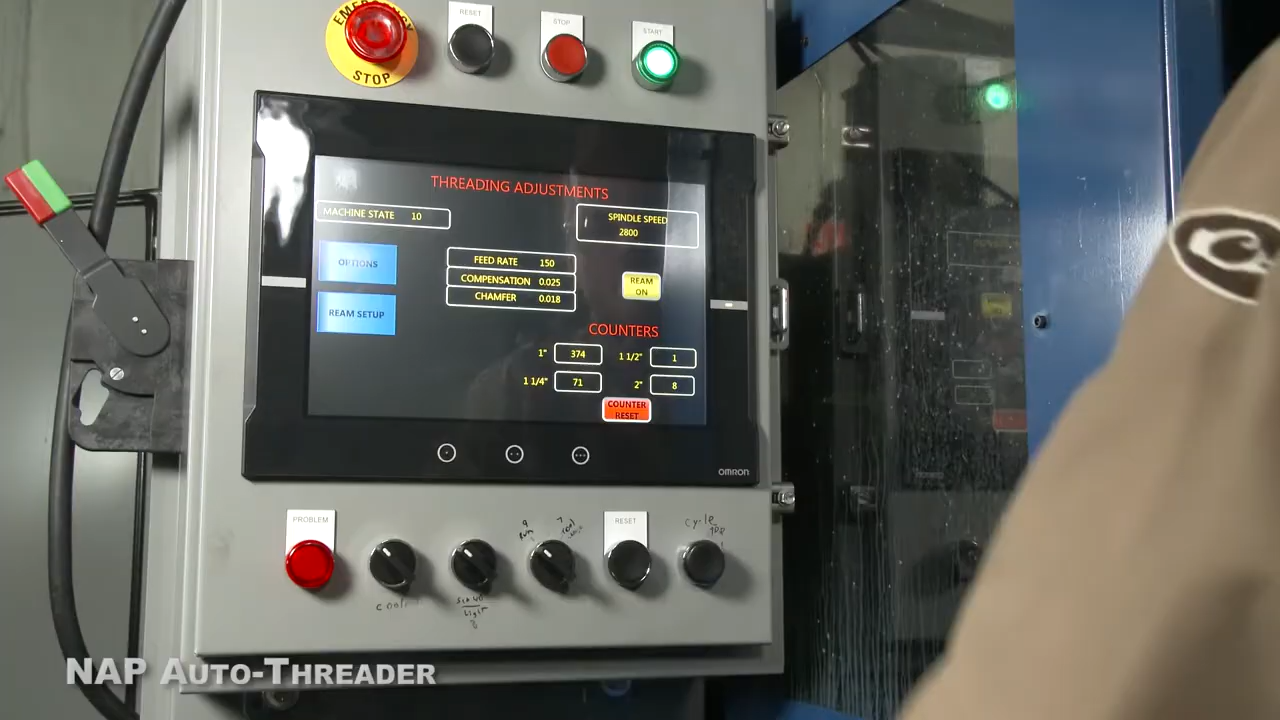 EMERGENCY
STOP
RESET
STOP
START
THREADING ADJUSTMENTS
MACHINE STATE 10
SPINDLE SPEED
2800
OPTIONS
FEED RATE 150
COMPENSATION 0.025
CHAMFER 0.018
REAM
ON
REAM SETUP
COUNTERS
1" 374 1 1/2" 1
1 1/4" 71 2" 8
COUNTER
RESET
OMRON
PROBLEM
RESET
Cycle
NAP AUTO-THREADER